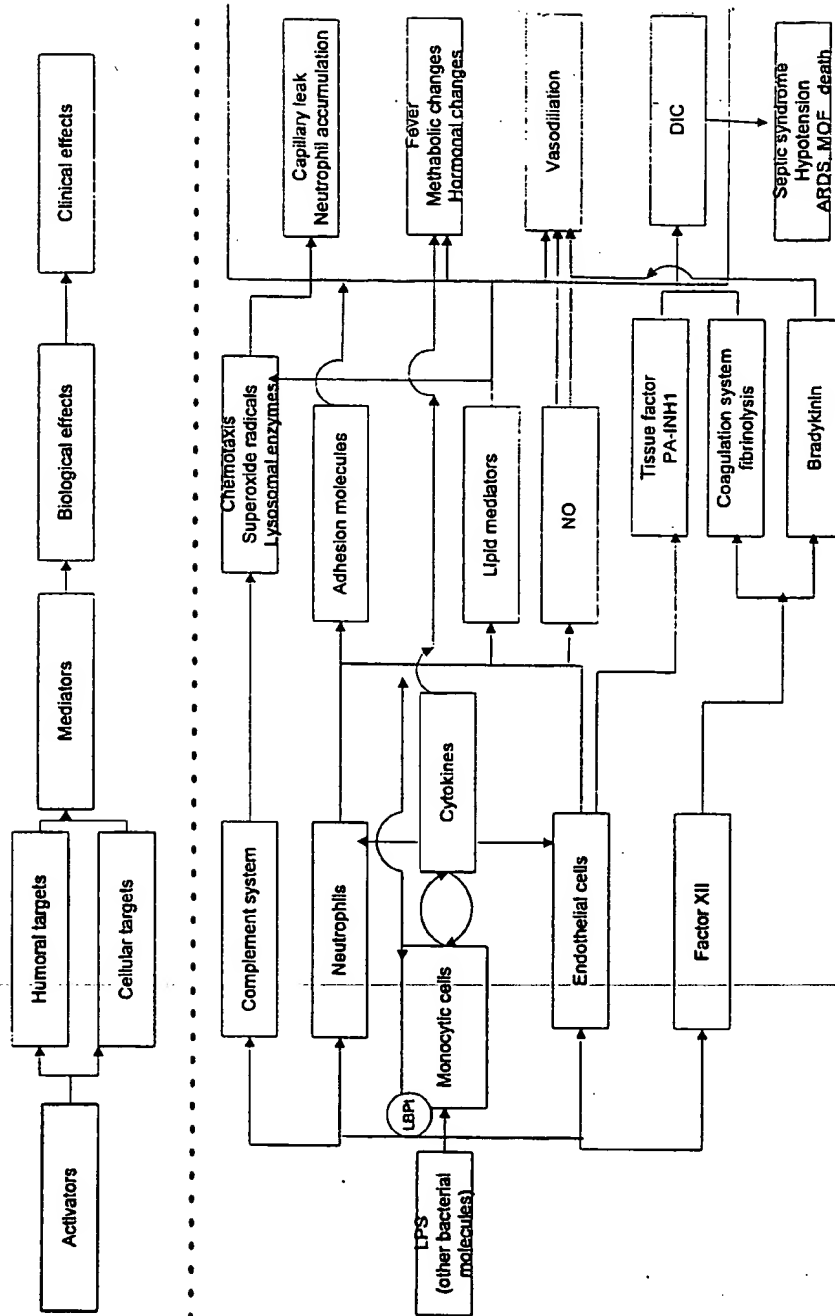 Activators
Humoral targets
Cellular targets
Mediators
Biological effects
Clinical effects
LPS
(other bacterial
molecules)
LBPt
Monocytic cells
Complement system
Neutrophils
Cytokines
Endothelial cells
Factor XII
Chemotaxis
Superoxide radicals
Lysosomal enzymes
Adhesion molecules
Lipid mediators
NO
Tissue factor
PA-INH1
Coagulation system
fibrinolysis
Bradykinin
Capillary leak
Neutrophil accumulation
Fever
Methabolic changes
Hormonal changes
Vasodiliation
DIC
Septic syndrome
Hypotension
ARDS MOF death